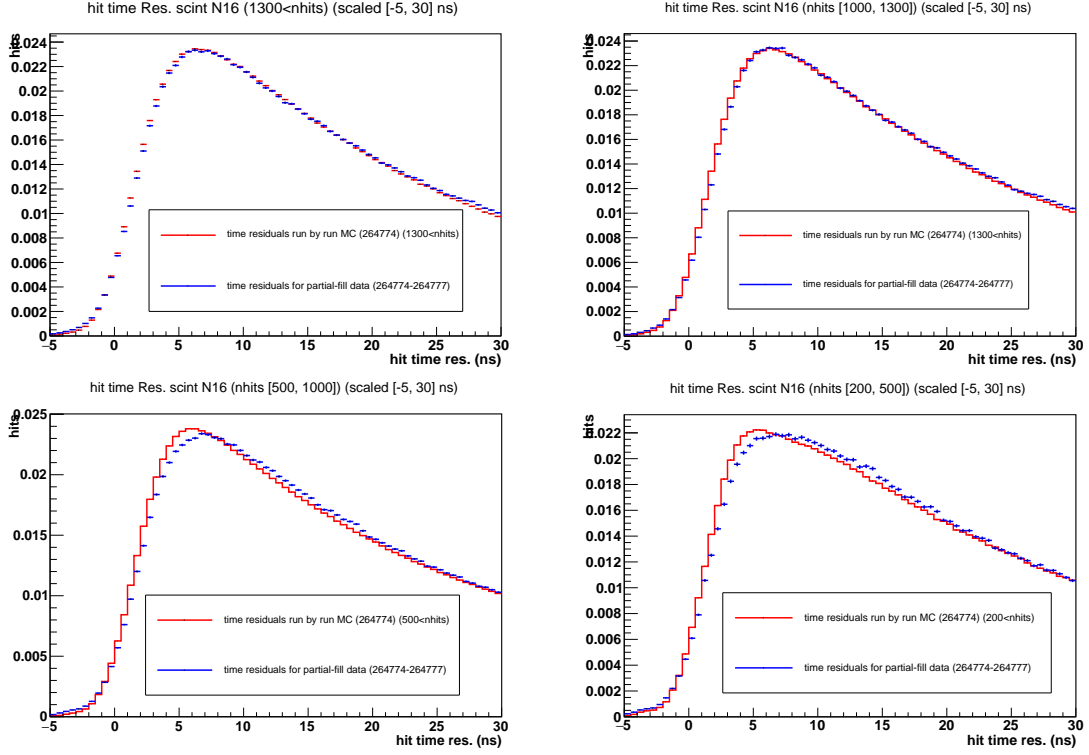 hit time Res. scint N16 (1300<nhits) (scaled [-5, 30] ns)
hits
0.024
0.022
0.02
0.018
0.016
0.014
0.012
0.01
0.008
0.006
0.004
0.002
0
time residuals run by run MC (264774) (1300<nhits)
time residuals for partial-fill data (264774-264777)
−5 0 5 10 15 20 25 30
hit time res. (ns)
hit time Res. scint N16 (nhits [1000, 1300]) (scaled [-5, 30] ns)
hits
0.024
0.022
0.02
0.018
0.016
0.014
0.012
0.01
0.008
0.006
0.004
0.002
0
time residuals run by run MC (264774) (1300<nhits)
time residuals for partial-fill data (264774-264777)
−5 0 5 10 15 20 25 30
hit time res. (ns)
hit time Res. scint N16 (nhits [500, 1000]) (scaled [-5, 30] ns)
hits
0.025
0.02
0.015
0.01
0.005
0
time residuals run by run MC (264774) (500<nhits)
time residuals for partial-fill data (264774-264777)
−5 0 5 10 15 20 25 30
hit time res. (ns)
hit time Res. scint N16 (nhits [200, 500]) (scaled [-5, 30] ns)
hits
0.022
0.02
0.018
0.016
0.014
0.012
0.01
0.008
0.006
0.004
0.002
0
time residuals run by run MC (264774) (200<nhits)
time residuals for partial-fill data (264774-264777)
−5 0 5 10 15 20 25 30
hit time res. (ns)